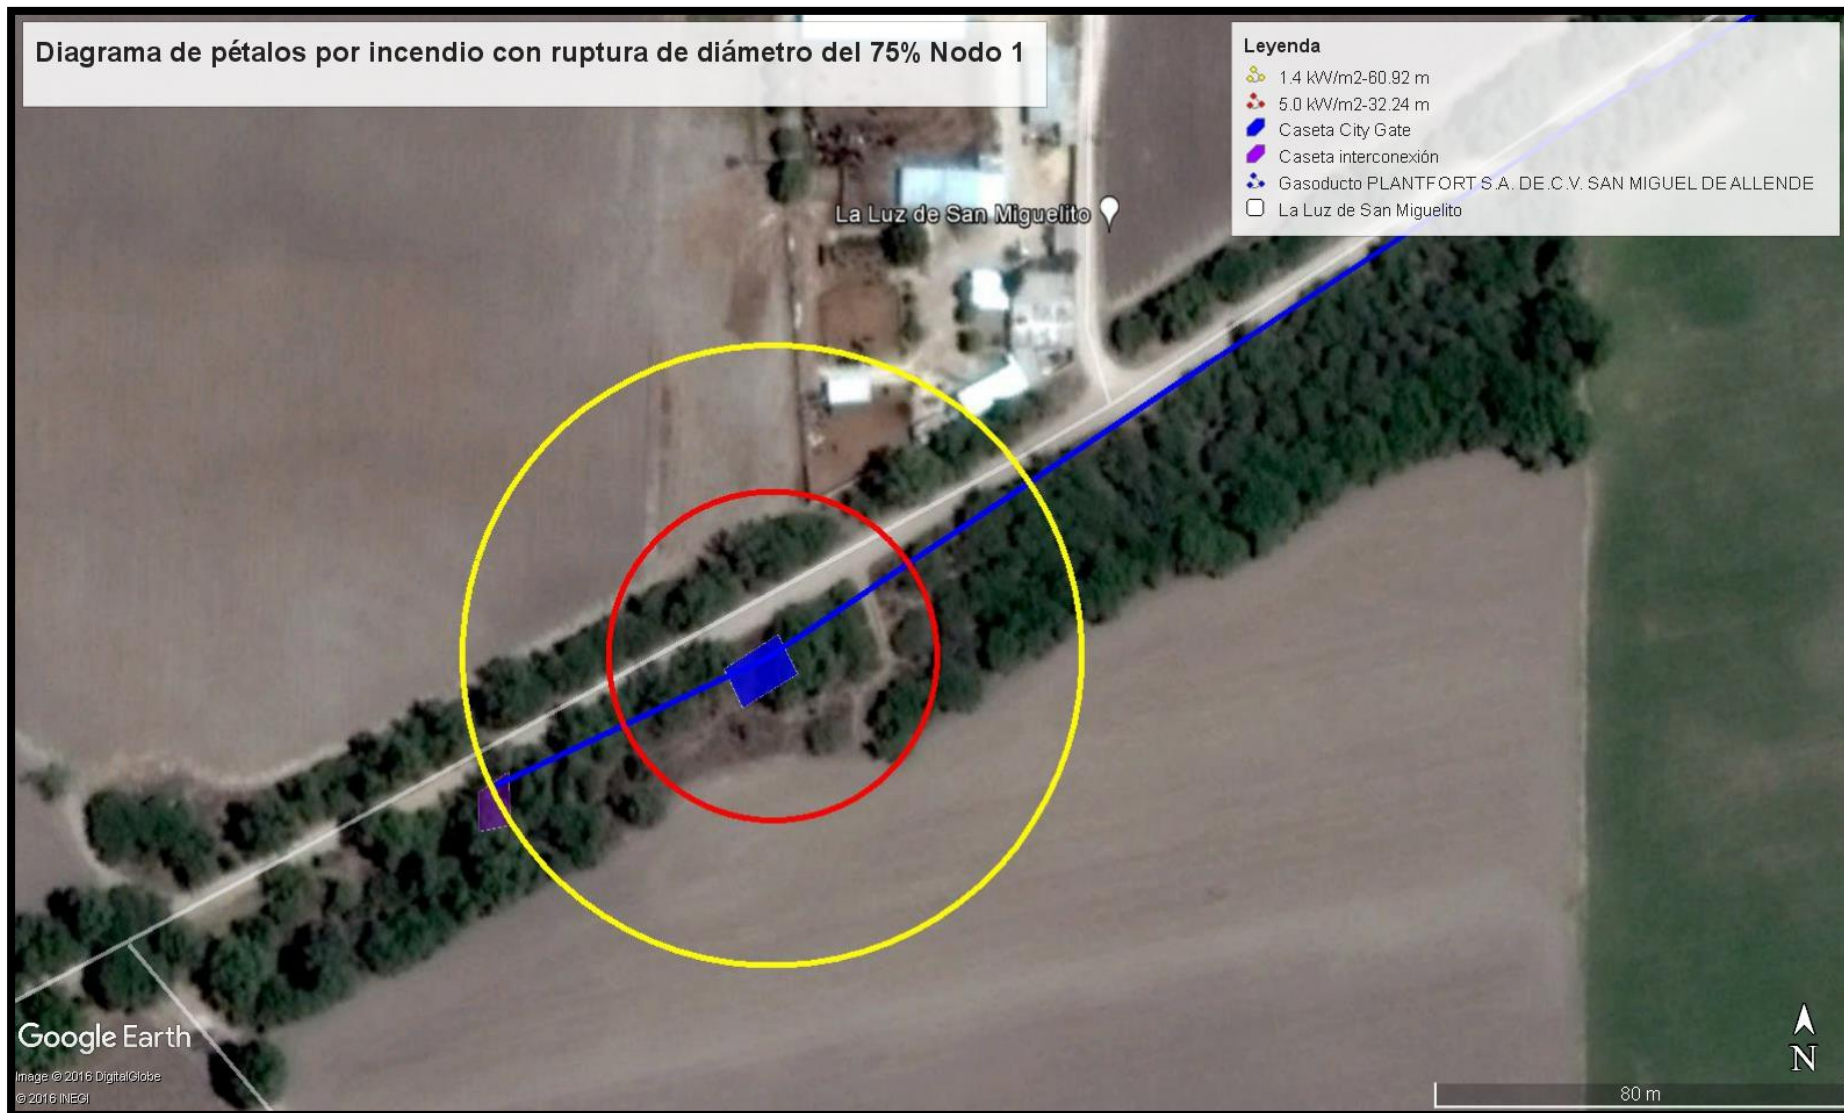 Diagrama de pétalos por incendio con ruptura de diámetro del 75% Nodo 1
Leyenda
1.4 kW/m2-60.92 m
5.0 kW/m2-32.24 m
Caseta City Gate
Caseta interconexión
Gasoducto PLANTFORT S.A. DE.C.V. SAN MIGUEL DE ALLENDE
La Luz de San Miguelito
La Luz de San Miguelito
Google Earth
Image © 2016 DigitalGlobe
© 2016 INEGI
N
80 m